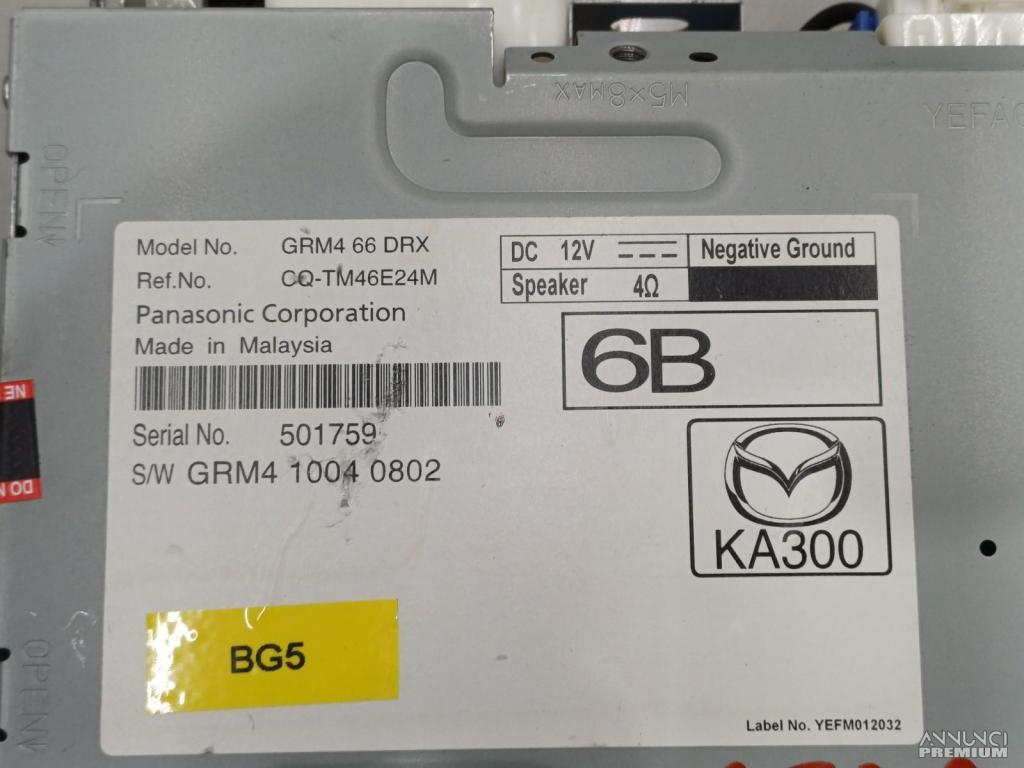 M5×8MAX
YEFA
OPEN
Model No. GRM4 66 DRX
Ref.No. CQ-TM46E24M
Panasonic Corporation
Made in Malaysia
DC 12V Negative Ground
Speaker 4Ω
6B
Serial No. 501759
S/W GRM4 1004 0802
KA300
NE
DO N
BG5
OPEN
Label No. YEFM012032
ANNUNCI
PREMIUM